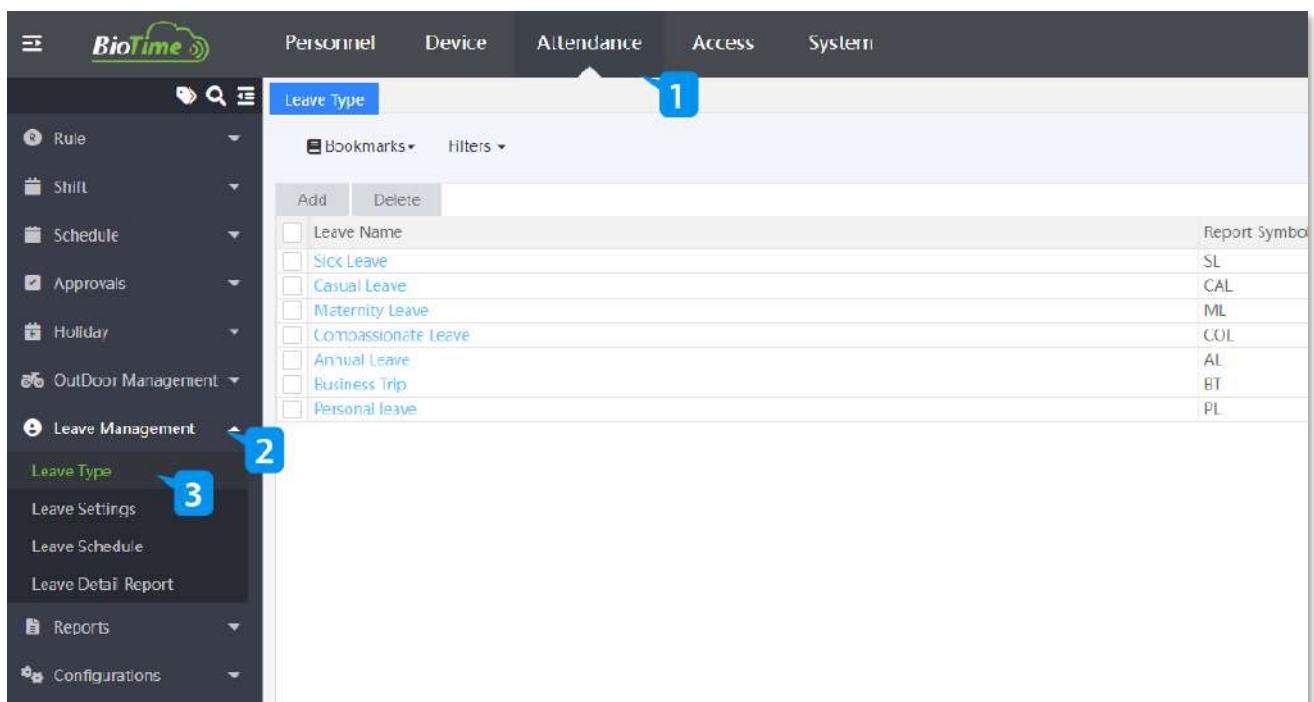 BioTime
Personnel Device Attendance Access System
1
Leave Type
Rule
Bookmarks Filters
Shift
Add Delete
Schedule
Leave Name Report Symbol
Sick Leave SL
Approvals
Casual Leave CAL
Maternity Leave ML
Holiday
Compassionate Leave COL
Annual Leave AL
OutDoor Management
Business Trip BT
Personal leave PL
Leave Management
2
Leave Type
3
Leave Settings
Leave Schedule
Leave Detail Report
Reports
Configurations